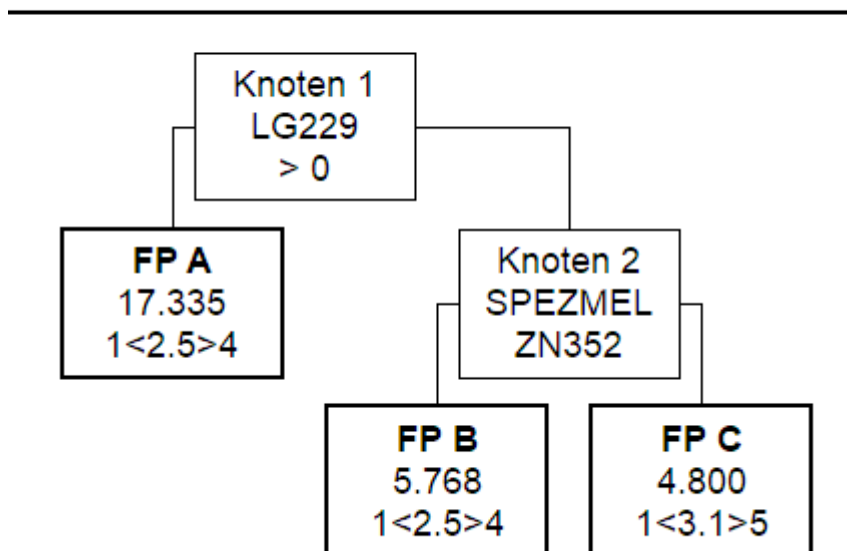 Knoten 1
LG229
> 0
FP A
17.335
1<2.5>4
Knoten 2
SPEZMEL
ZN352
FP B
5.768
1<2.5>4
FP C
4.800
1<3.1>5